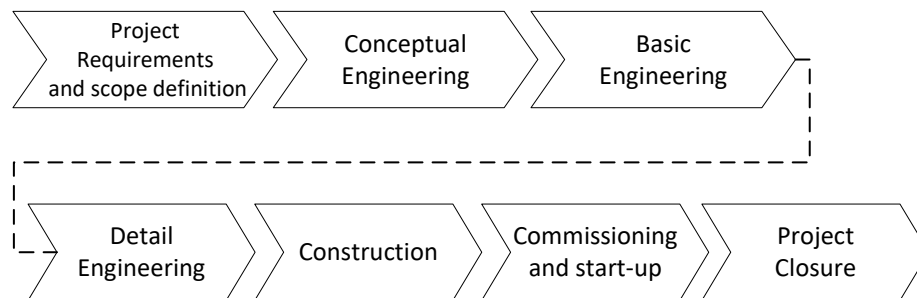 Project
Requirements
and scope definition
Conceptual
Engineering
Basic
Engineering
Detail
Engineering
Construction
Commissioning
and start-up
Project
Closure